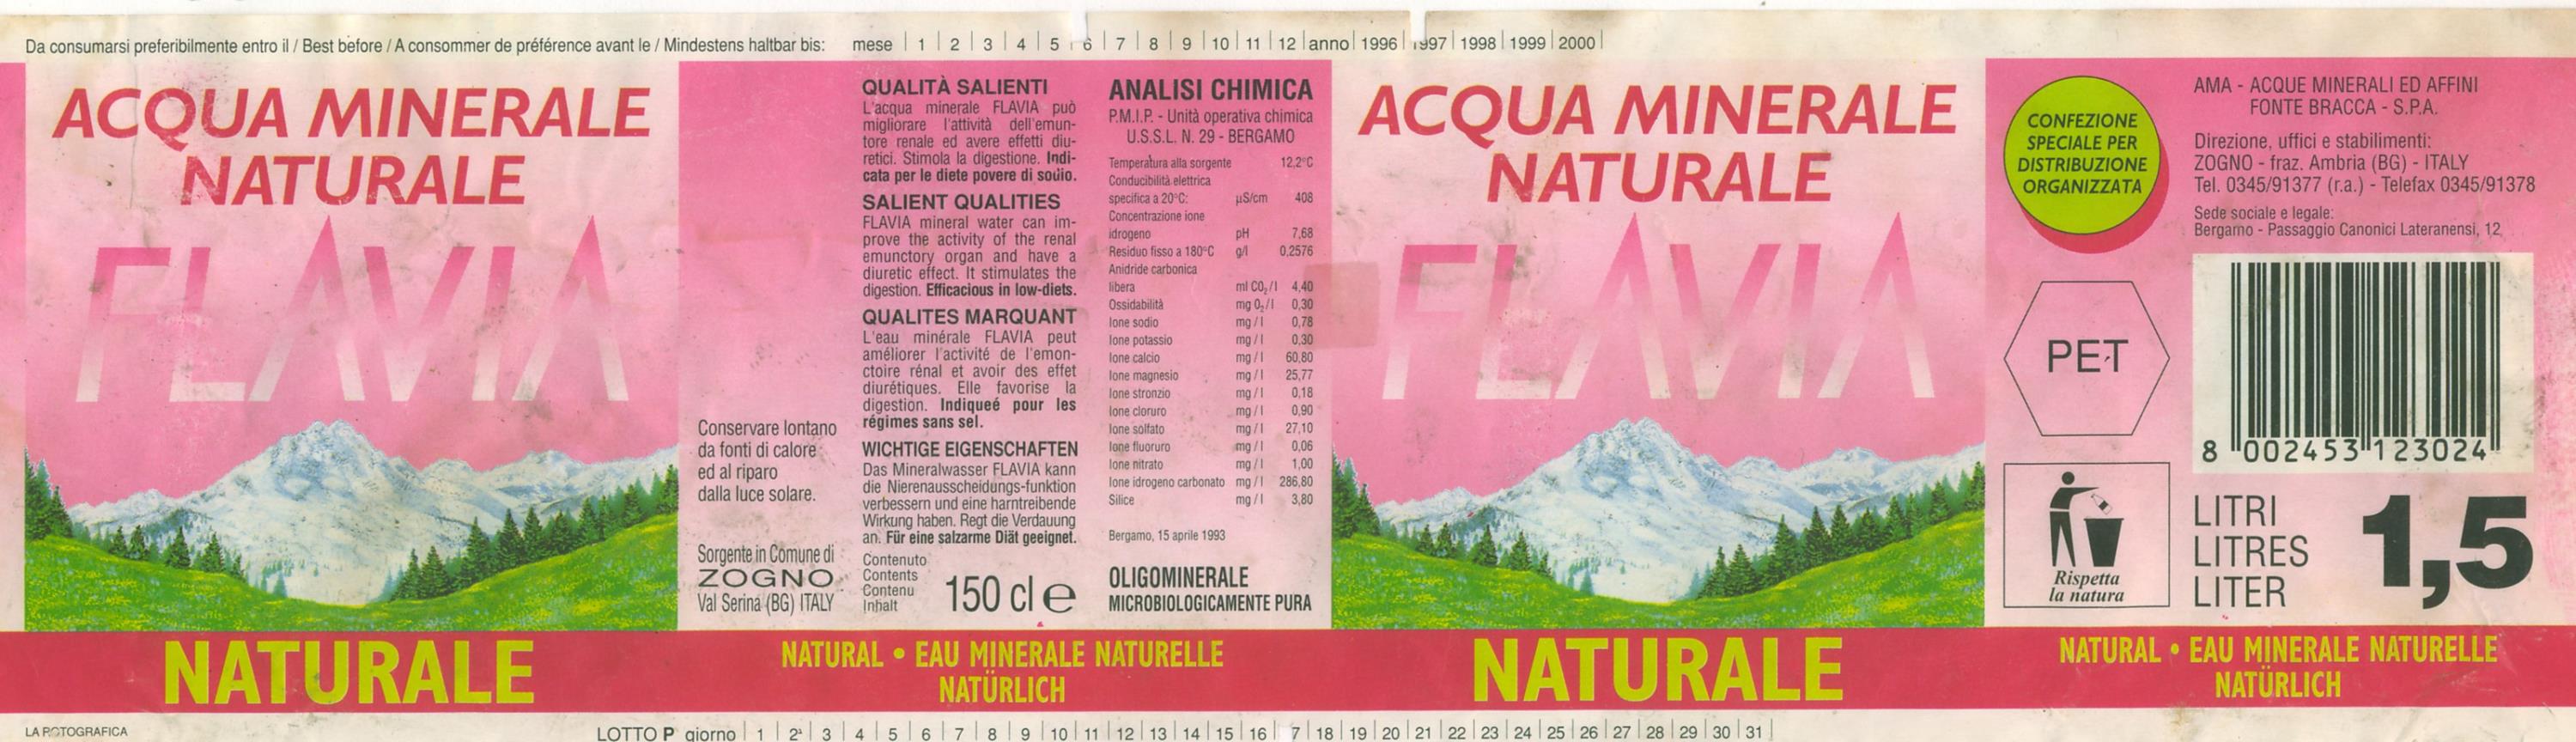 Da consumarsi preferibilmente entro il / Best before / A consommer de préférence avant le / Mindestens haltbar bis: mese | 1 | 2 | 3 | 4 | 5 | 6 | 7 | 8 | 9 | 10 | 11 | 12 | anno | 1996 | 1997 | 1998 | 1999 | 2000 |
ACQUA MINERALE
NATURALE
FLAVIA
NATURALE
Conservare lontano
da fonti di calore
ed al riparo
dalla luce solare.
Sorgente in Comune di
ZOGNO
Val Serina (BG) ITALY
QUALITÀ SALIENTI
L'acqua minerale FLAVIA può
migliorare l'attività dell'emun-
tore renale ed avere effetti diu-
retici. Stimola la digestione. Indi-
cata per le diete povere di sodio.
SALIENT QUALITIES
FLAVIA mineral water can im-
prove the activity of the renal
emunctory organ and have a
diuretic effect. It stimulates the
digestion. Efficacious in low-diets.
QUALITES MARQUANT
L'eau minérale FLAVIA peut
améliorer l'activité de l'emon-
ctoire rénal et avoir des effet
diurétiques. Elle favorise la
digestion. Indiqueé pour les
régimes sans sel.
WICHTIGE EIGENSCHAFTEN
Das Mineralwasser FLAVIA kann
die Nierenausscheidungs-funktion
verbessern und eine harntreibende
Wirkung haben. Regt die Verdauung
an. Für eine salzarme Diät geeignet.
Contenuto
Contents
Contenu
Inhalt
150 cl e
ANALISI CHIMICA
P.M.I.P. - Unità operativa chimica
U.S.S.L. N. 29 - BERGAMO
Temperatura alla sorgente 12,2°C
Conducibilità elettrica
specifica a 20°C: µS/cm 408
Concentrazione ione
idrogeno pH 7,68
Residuo fisso a 180°C g/l 0,2576
Anidride carbonica
libera ml CO₂/l 4,40
Ossidabilità mg O₂/l 0,30
Ione sodio mg/l 0,78
Ione potassio mg/l 0,30
Ione calcio mg/l 60,80
Ione magnesio mg/l 25,77
Ione stronzio mg/l 0,18
Ione cloruro mg/l 0,90
Ione solfato mg/l 27,10
Ione fluoruro mg/l 0,06
Ione nitrato mg/l 1,00
Ione idrogeno carbonato mg/l 286,80
Silice mg/l 3,80
Bergamo, 15 aprile 1993
OLIGOMINERALE
MICROBIOLOGICAMENTE PURA
NATURAL • EAU MINERALE NATURELLE
NATÜRLICH
ACQUA MINERALE
NATURALE
FLAVIA
NATURALE
CONFEZIONE
SPECIALE PER
DISTRIBUZIONE
ORGANIZZATA
PET
Rispetta
la natura
AMA - ACQUE MINERALI ED AFFINI
FONTE BRACCA - S.P.A.
Direzione, uffici e stabilimenti:
ZOGNO - fraz. Ambria (BG) - ITALY
Tel. 0345/91377 (r.a.) - Telefax 0345/91378
Sede sociale e legale:
Bergamo - Passaggio Canonici Lateranensi, 12
8 002453 123024
LITRI
LITRES
LITER
1,5
NATURAL • EAU MINERALE NATURELLE
NATÜRLICH
LA ROTOGRAFICA
LOTTO P giorno | 1 | 2 | 3 | 4 | 5 | 6 | 7 | 8 | 9 | 10 | 11 | 12 | 13 | 14 | 15 | 16 | 7 | 18 | 19 | 20 | 21 | 22 | 23 | 24 | 25 | 26 | 27 | 28 | 29 | 30 | 31 |